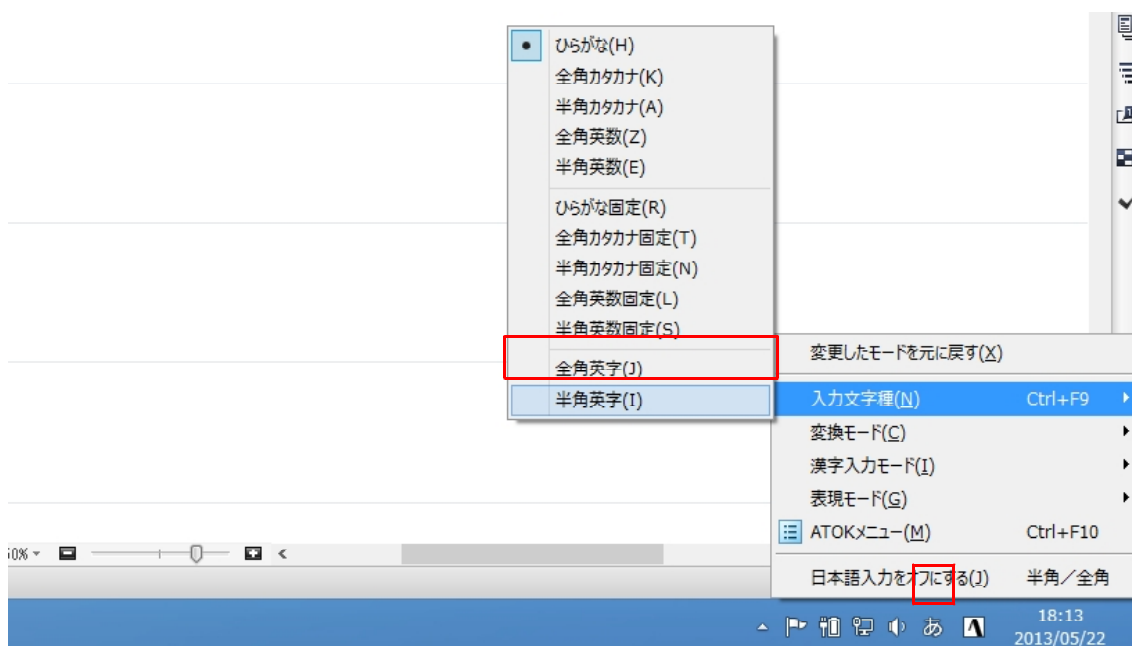 ひらがな(H)
全角カタカナ(K)
半角カタカナ(A)
全角英数(Z)
半角英数(E)
ひらがな固定(R)
全角カタカナ固定(T)
半角カタカナ固定(N)
全角英数固定(L)
半角英数固定(S)
全角英字(J)
半角英字(I)
変更したモードを元に戻す(X)
入力文字種(N) Ctrl+F9
変換モード(C)
漢字入力モード(I)
表現モード(G)
ATOKメニュー(M) Ctrl+F10
日本語入力をオフにする(J) 半角/全角
0%
あ A
18:13
2013/05/22